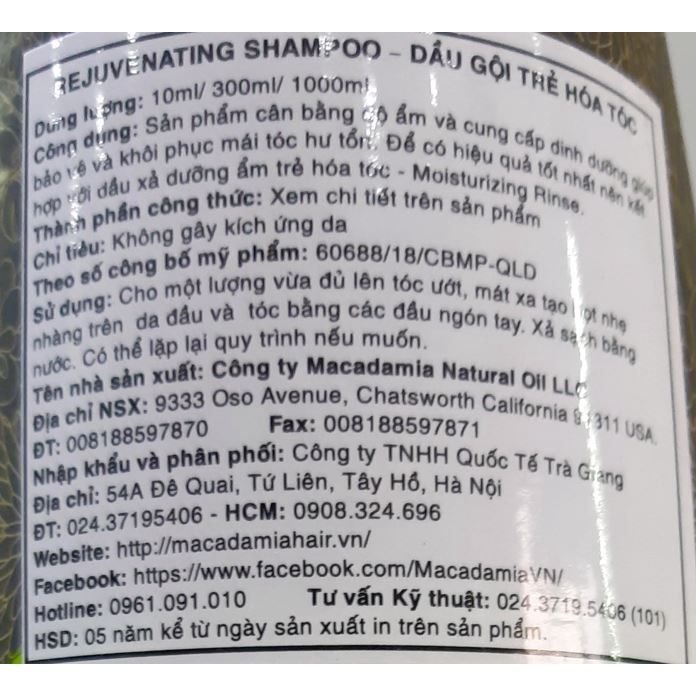 REJUVENATING SHAMPOO – DẦU GỘI TRẺ HÓA TÓC
Dung lượng: 10ml/ 300ml/ 1000ml
Công dụng: Sản phẩm cân bằng độ ẩm và cung cấp dinh dưỡng giúp
bảo vệ và khôi phục mái tóc hư tổn. Để có hiệu quả tốt nhất nên kết
hợp với dầu xả dưỡng ẩm trẻ hóa tóc - Moisturizing Rinse.
Thành phần công thức: Xem chi tiết trên sản phẩm
Chỉ tiêu: Không gây kích ứng da
Theo số công bố mỹ phẩm: 60688/18/CBMP-QLD
Sử dụng: Cho một lượng vừa đủ lên tóc ướt, mát xa tạo bọt nhẹ
nhàng trên da đầu và tóc bằng các đầu ngón tay. Xả sạch bằng
nước. Có thể lặp lại quy trình nếu muốn.
Tên nhà sản xuất: Công ty Macadamia Natural Oil LLC
Địa chỉ NSX: 9333 Oso Avenue, Chatsworth California USA.
ĐT: 008188597870 Fax: 008188597871
Nhập khẩu và phân phối: Công ty TNHH Quốc Tế Trà Giang
Địa chỉ: 54A Đê Quai, Tứ Liên, Tây Hồ, Hà Nội
ĐT: 024.37195406 - HCM: 0908.324.696
Website: http://macadamiahair.vn/
Facebook: https://www.facebook.com/MacadamiaVN/
Hotline: 0961.091.010 Tư vấn Kỹ thuật: 024.3719.5406 (101)
HSD: 05 năm kể từ ngày sản xuất in trên sản phẩm.